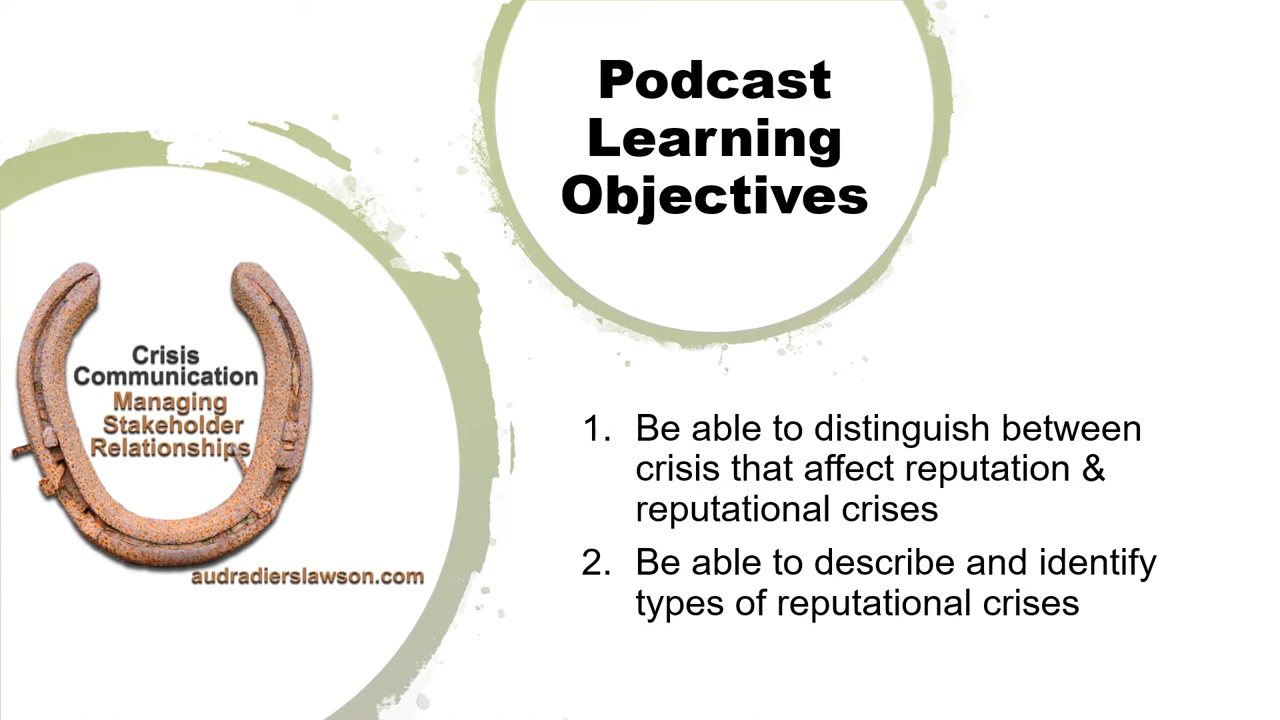 Podcast
Learning
Objectives
Crisis
Communication
Managing
Stakeholder
Relationships
audradierslawson.com
1. Be able to distinguish between
crisis that affect reputation &
reputational crises
2. Be able to describe and identify
types of reputational crises